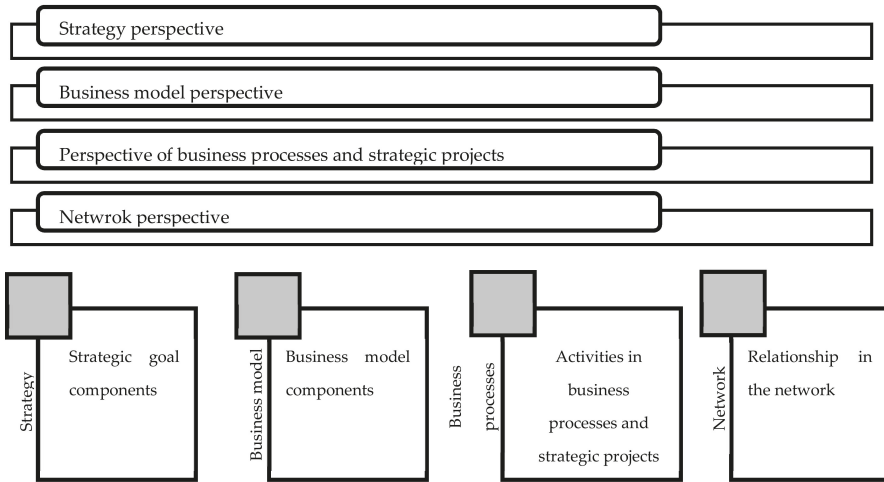 Strategy perspective
Business model perspective
Perspective of business processes and strategic projects
Netwrok perspective
Strategy
Strategic goal
components
Business model
Business model
components
Business
processes
Activities in
business
processes and
strategic projects
Network
Relationship in
the network